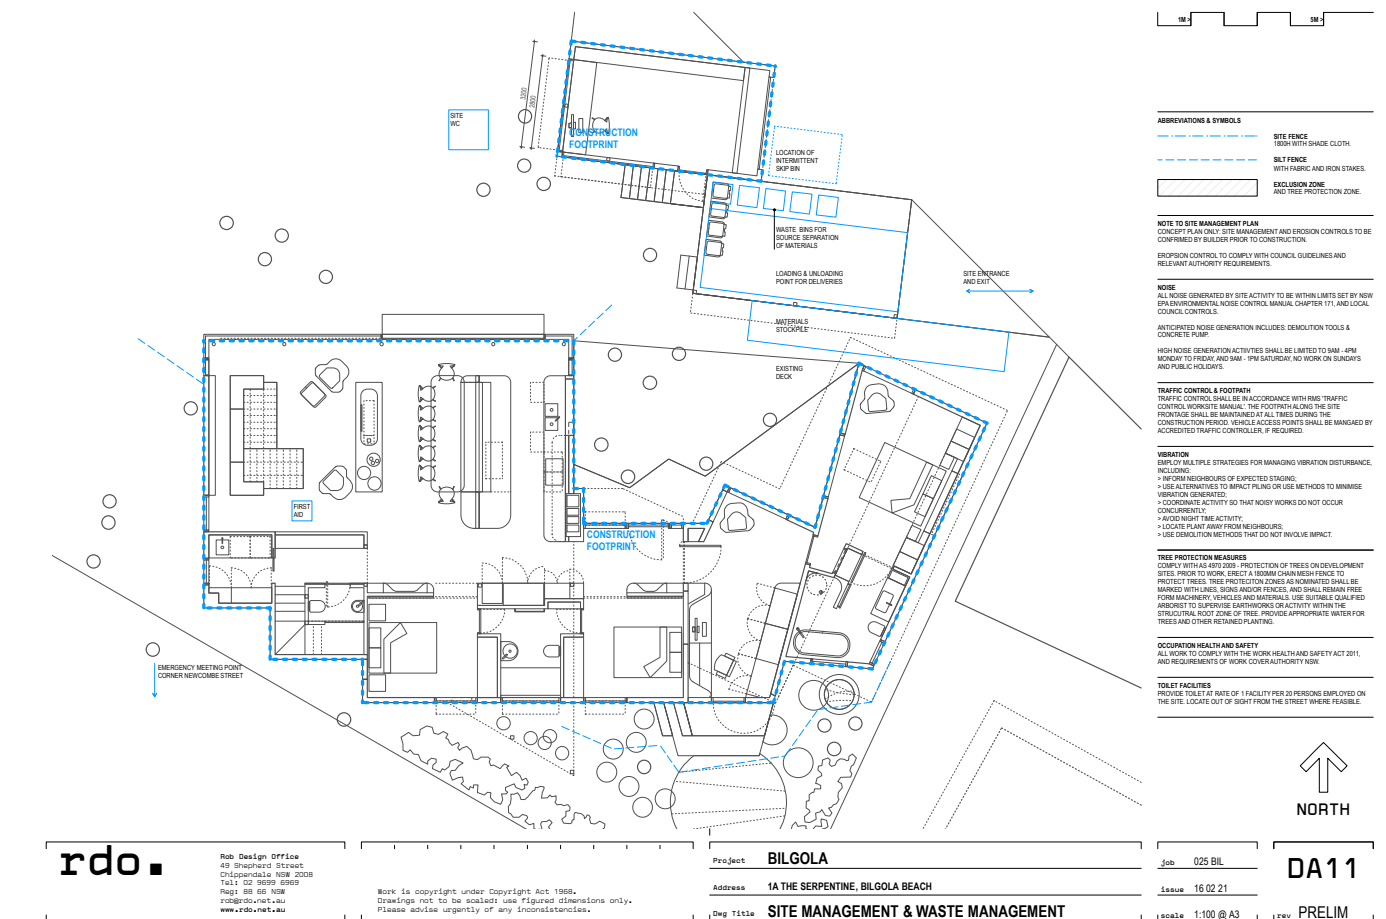 1M >
5M >
3300
2800
SITE
WC
CONSTRUCTION
FOOTPRINT
LOCATION OF
INTERMITTENT
SKIP BIN
WASTE BINS FOR
SOURCE SEPARATION
OF MATERIALS
LOADING & UNLOADING
POINT FOR DELIVERIES
SITE ENTRANCE
AND EXIT
MATERIALS
STOCKPILE
EXISTING
DECK
FIRST
AID
CONSTRUCTION
FOOTPRINT
EMERGENCY MEETING POINT
CORNER NEWCOMBE STREET
ABBREVIATIONS & SYMBOLS
SITE FENCE
1800H WITH SHADE CLOTH.
SILT FENCE
WITH FABRIC AND IRON STAKES.
EXCLUSION ZONE
AND TREE PROTECTION ZONE.
NOTE TO SITE MANAGEMENT PLAN
CONCEPT PLAN ONLY: SITE MANAGEMENT AND EROSION CONTROLS TO BE
CONFRIMED BY BUILDER PRIOR TO CONSTRUCTION.
EROPSION CONTROL TO COMPLY WITH COUNCIL GUIDELINES AND
RELEVANT AUTHORITY REQUIREMENTS.
NOISE
ALL NOISE GENERATED BY SITE ACTIVITY TO BE WITHIN LIMITS SET BY NSW
EPA ENVIRONMENTAL NOISE CONTROL MANUAL CHAPTER 171, AND LOCAL
COUNCIL CONTROLS.
ANTICIPATED NOISE GENERATION INCLUDES: DEMOLITION TOOLS &
CONCRETE PUMP.
HIGH NOISE GENERATION ACTIIVTIES SHALL BE LIMITED TO 9AM - 4PM
MONDAY TO FRIDAY, AND 9AM - 1PM SATURDAY, NO WORK ON SUNDAYS
AND PUBLIC HOLIDAYS.
TRAFFIC CONTROL & FOOTPATH
TRAFFIC CONTROL SHALL BE IN ACCORDANCE WITH RMS 'TRAFFIC
CONTROL WORKSITE MANUAL'. THE FOOTPATH ALONG THE SITE
FRONTAGE SHALL BE MAINTAINED AT ALL TIMES DURING THE
CONSTRUCTION PERIOD. VEHICLE ACCESS POINTS SHALL BE MANGAED BY
ACCREDITED TRAFFIC CONTROLLER, IF REQUIRED.
VIBRATION
EMPLOY MULTIPLE STRATEGIES FOR MANAGING VIBRATION DISTURBANCE,
INCLUDING:
> INFORM NEIGHBOURS OF EXPECTED STAGING;
> USE ALTERNATIVES TO IMPACT PILING OR USE METHODS TO MINIMISE
VIBRATION GENERATED;
> COORDINATE ACTIVITY SO THAT NOISY WORKS DO NOT OCCUR
CONCURRENTLY;
> AVOID NIGHT TIME ACTIVITY;
> LOCATE PLANT AWAY FROM NEIGHBOURS;
> USE DEMOLITION METHODS THAT DO NOT INVOLVE IMPACT.
TREE PROTECTION MEASURES
COMPLY WITH AS 4970 2009 - PROTECTION OF TREES ON DEVELOPMENT
SITES. PRIOR TO WORK, ERECT A 1800MM CHAIN MESH FENCE TO
PROTECT TREES. TREE PROTECITON ZONES AS NOMINATED SHALL BE
MARKED WITH LINES, SIGNS AND/OR FENCES, AND SHALL REMAIN FREE
FORM MACHINERY, VEHICLES AND MATERIALS. USE SUITABLE QUALIFIED
ARBORIST TO SUPERVISE EARTHWORKS OR ACTIVITY WITHIN THE
STRUCUTRAL ROOT ZONE OF TREE. PROVIDE APPROPRIATE WATER FOR
TREES AND OTHER RETAINED PLANTING.
OCCUPATION HEALTH AND SAFETY
ALL WORK TO COMPLY WITH THE WORK HEALTH AND SAFETY ACT 2011,
AND REQUIREMENTS OF WORK COVER AUTHORITY NSW.
TOILET FACILITIES
PROVIDE TOILET AT RATE OF 1 FACILITY PER 20 PERSONS EMPLOYED ON
THE SITE. LOCATE OUT OF SIGHT FROM THE STREET WHERE FEASIBLE.
NORTH
rdo.
Rob Design Office
49 Shepherd Street
Chippendale NSW 2008
Tel: 02 9699 6969
Reg: 88 66 NSW
rob@rdo.net.au
www.rdo.net.au
Work is copyright under Copyright Act 1968.
Drawings not to be scaled: use figured dimensions only.
Please advise urgently of any inconsistencies.
Project BILGOLA
Address 1A THE SERPENTINE, BILGOLA BEACH
Dwg Title SITE MANAGEMENT & WASTE MANAGEMENT
job 025 BIL
issue 16 02 21
scale 1:100 @ A3
DA11
rev PRELIM